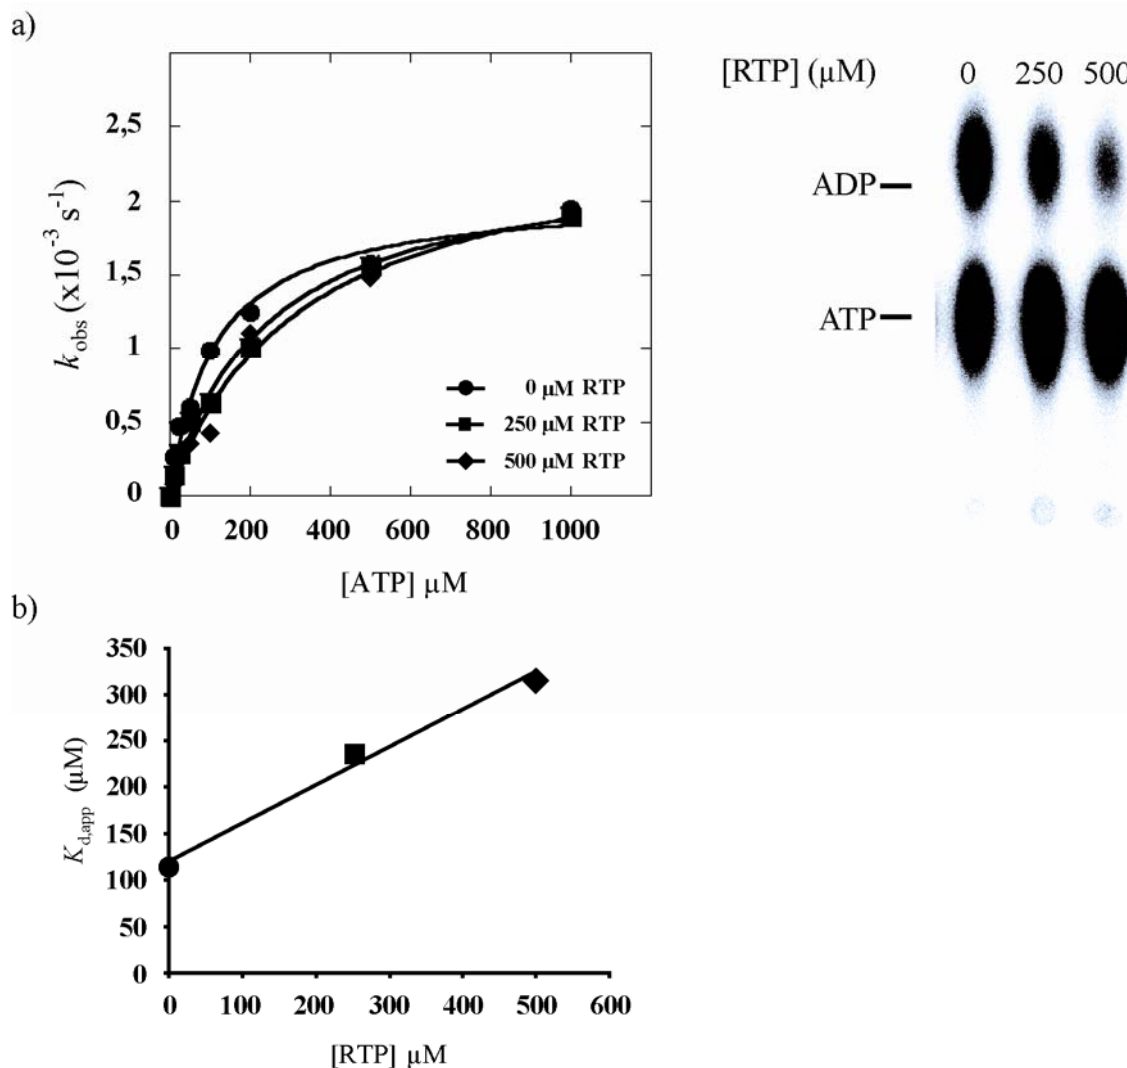 a)
[RTP] (µM) 0 250 500
ADP
ATP
2,5
2
1,5
1
0,5
0
k_obs (x10⁻³ s⁻¹)
0 µM RTP
250 µM RTP
500 µM RTP
0 200 400 600 800 1000
[ATP] µM
b)
350
300
250
200
150
100
50
0
K_d,app (µM)
0 100 200 300 400 500 600
[RTP] µM